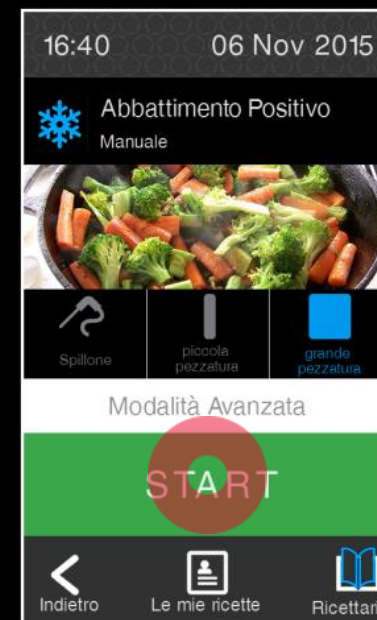 16:40 06 Nov 2015
Abbattimento Positivo
Manuale
Spillone
piccola
pezzatura
grande
pezzatura
Modalità Avanzata
START
Indietro Le mie ricette Ricettari